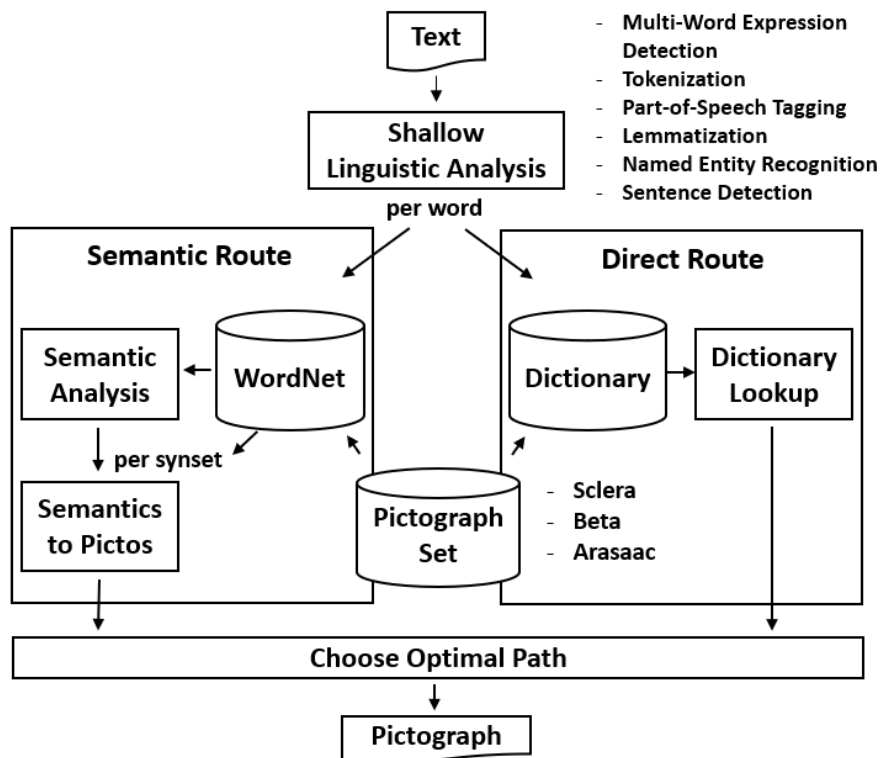 Text
- Multi-Word Expression
Detection
- Tokenization
- Part-of-Speech Tagging
- Lemmatization
- Named Entity Recognition
- Sentence Detection
Shallow
Linguistic Analysis
per word
Semantic Route
Direct Route
Semantic
Analysis
WordNet
Dictionary
Dictionary
Lookup
per synset
Semantics
to Pictos
Pictograph
Set
- Sclera
- Beta
- Arasaac
Choose Optimal Path
Pictograph